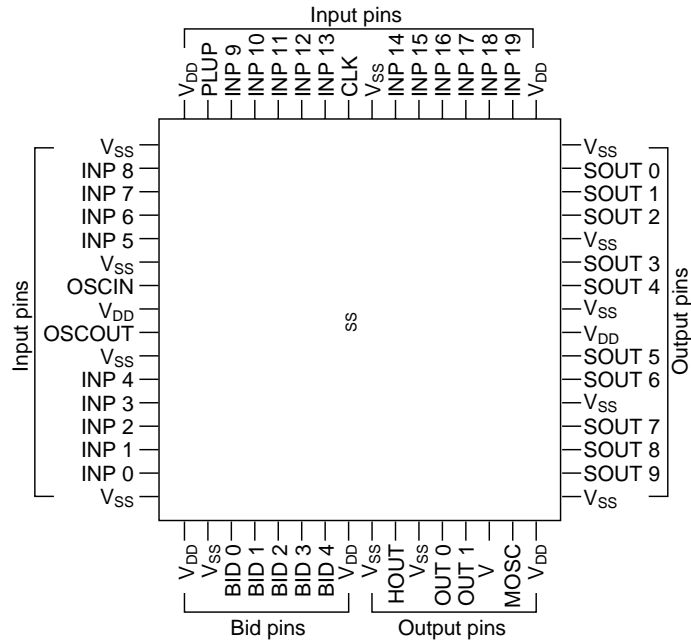 Input pins
VDD
PLUP
INP 9
INP 10
INP 11
INP 12
INP 13
CLK
VSS
INP 14
INP 15
INP 16
INP 17
INP 18
INP 19
VDD
Input pins
VSS
INP 8
INP 7
INP 6
INP 5
VSS
OSCIN
VDD
OSCOUT
VSS
INP 4
INP 3
INP 2
INP 1
INP 0
VSS
SS
VSS
SOUT 0
SOUT 1
SOUT 2
VSS
SOUT 3
SOUT 4
VSS
VDD
SOUT 5
SOUT 6
VSS
SOUT 7
SOUT 8
SOUT 9
VSS
Output pins
VDD
VSS
BID 0
BID 1
BID 2
BID 3
BID 4
VDD
VSS
HOUT
VSS
OUT 0
OUT 1
V
MOSC
VDD
Bid pins
Output pins